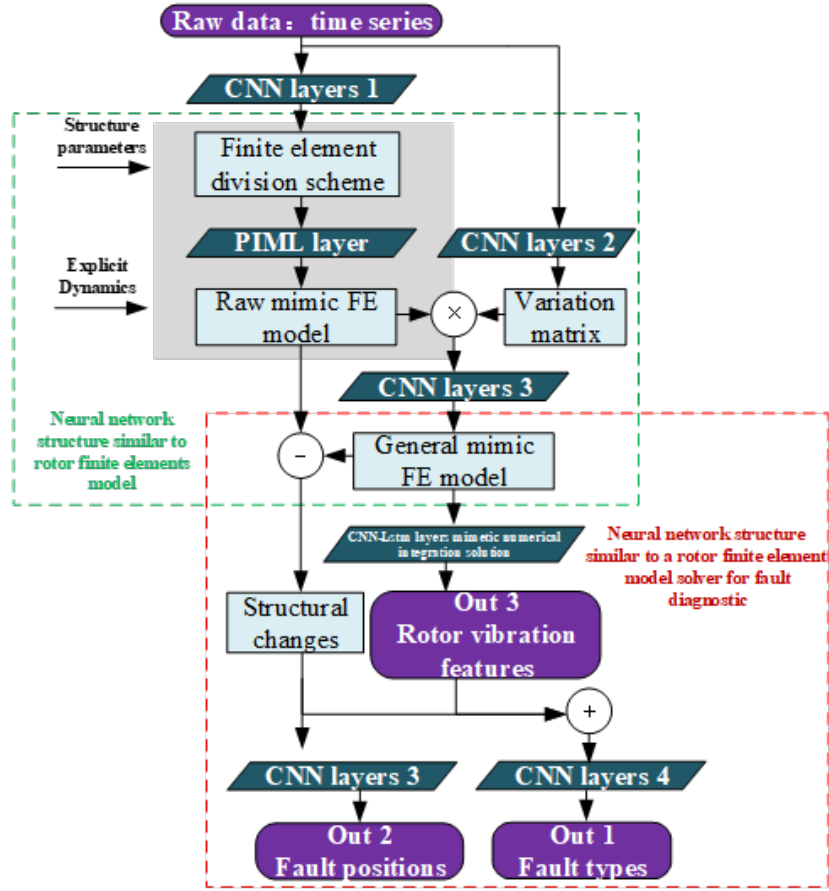 Raw data: time series
CNN layers 1
Structure
parameters
Finite element
division scheme
PIML layer
CNN layers 2
Explicit
Dynamics
Raw mimic FE
model
×
Variation
matrix
CNN layers 3
Neural network
structure similar to
rotor finite elements
model
−
General mimic
FE model
CNN-Lstm layers mimetic numerical
integration solution
Neural network structure
similar to a rotor finite element
model solver for fault
diagnostic
Structural
changes
Out 3
Rotor vibration
features
+
CNN layers 3
CNN layers 4
Out 2
Fault positions
Out 1
Fault types